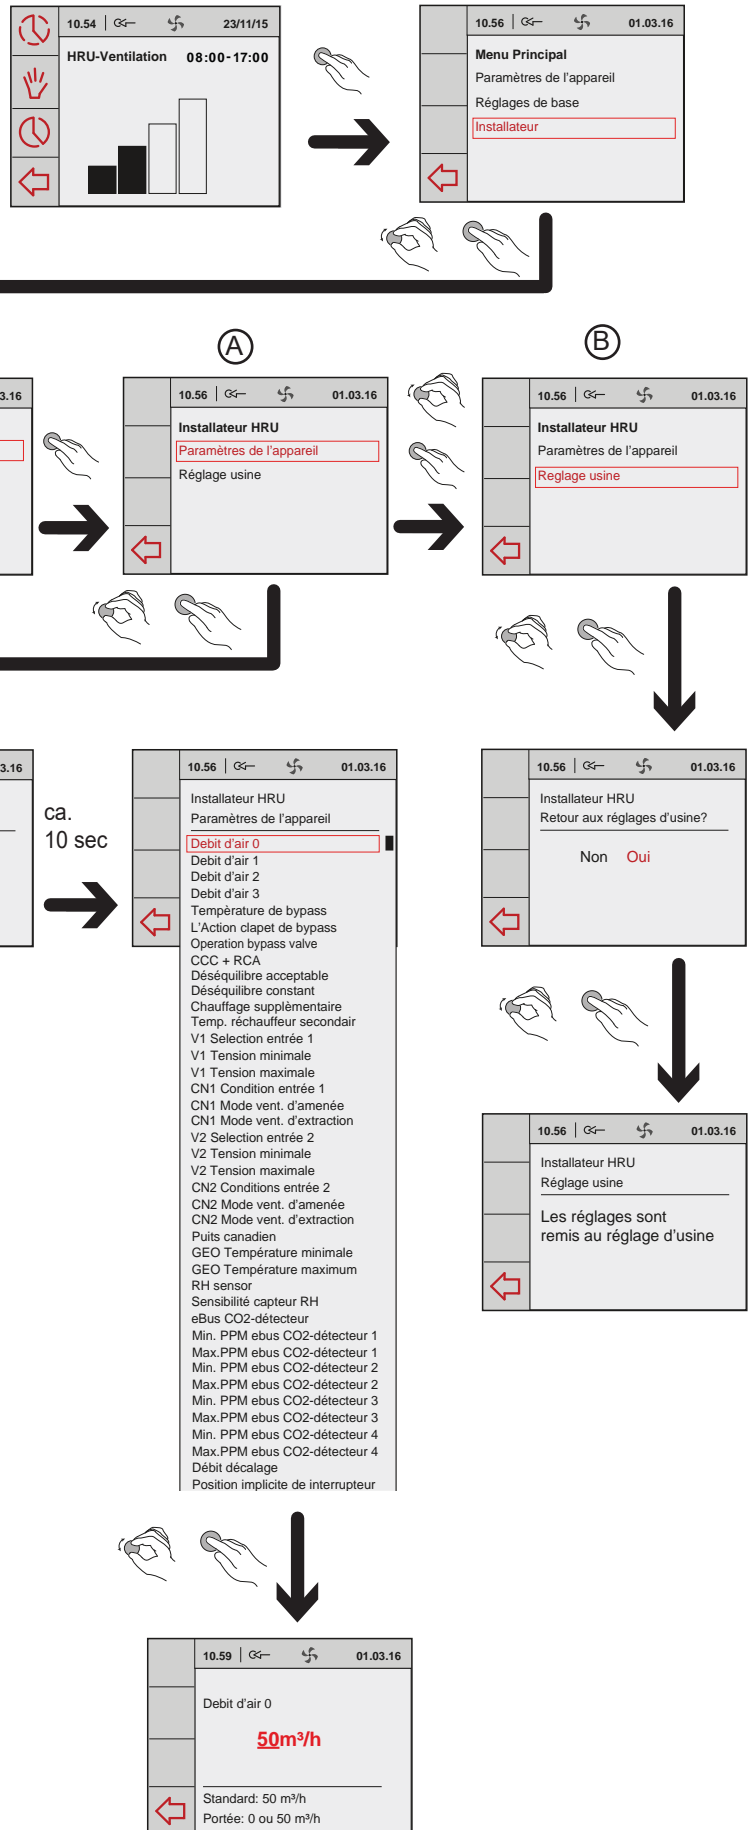 10.54 23/11/15
HRU-Ventilation 08:00-17:00
10.56 01.03.16
Menu Principal
Paramètres de l'appareil
Réglages de base
Installateur
A
B
3.16
10.56 01.03.16
Installateur HRU
Paramètres de l'appareil
Réglage usine
10.56 01.03.16
Installateur HRU
Paramètres de l'appareil
Reglage usine
3.16
ca.
10 sec
10.56 01.03.16
Installateur HRU
Paramètres de l'appareil
Debit d'air 0
Debit d'air 1
Debit d'air 2
Debit d'air 3
Tempèrature de bypass
L'Action clapet de bypass
Operation bypass valve
CCC + RCA
Déséquilibre acceptable
Déséquilibre constant
Chauffage supplèmentaire
Temp. réchauffeur secondair
V1 Selection entrée 1
V1 Tension minimale
V1 Tension maximale
CN1 Condition entrée 1
CN1 Mode vent. d'amenée
CN1 Mode vent. d'extraction
V2 Selection entrée 2
V2 Tension minimale
V2 Tension maximale
CN2 Conditions entrée 2
CN2 Mode vent. d'amenée
CN2 Mode vent. d'extraction
Puits canadien
GEO Température minimale
GEO Température maximum
RH sensor
Sensibilité capteur RH
eBus CO2-détecteur
Min. PPM ebus CO2-détecteur 1
Max.PPM ebus CO2-détecteur 1
Min. PPM ebus CO2-détecteur 2
Max.PPM ebus CO2-détecteur 2
Min. PPM ebus CO2-détecteur 3
Max.PPM ebus CO2-détecteur 3
Min. PPM ebus CO2-détecteur 4
Max.PPM ebus CO2-détecteur 4
Débit décalage
Position implicite de interrupteur
10.56 01.03.16
Installateur HRU
Retour aux réglages d'usine?
Non Oui
10.56 01.03.16
Installateur HRU
Réglage usine
Les réglages sont
remis au réglage d'usine
10.59 01.03.16
Debit d'air 0
50m³/h
Standard: 50 m³/h
Portée: 0 ou 50 m³/h